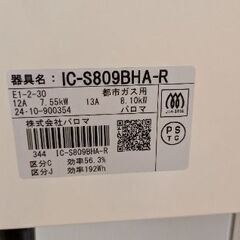 器具名：IC-S809BHA-R
E1-2-30 都市ガス用
12A 7.55kW 13A 8.10kW
24-10-900354 パロマ
株式会社パロマ
344 IC-S809BHA-R
区分C 効率56.3%
区分J 効率192Wh
PS
TC